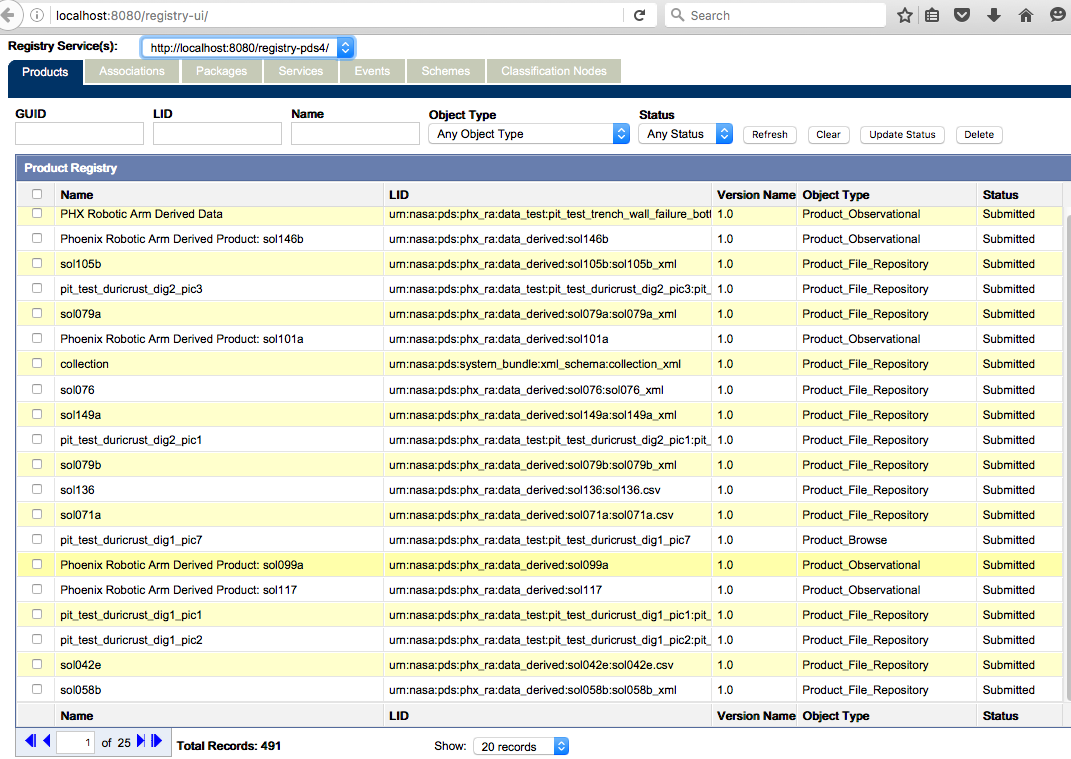 localhost:8080/registry-ui/ Search
Registry Service(s): http://localhost:8080/registry-pds4/
Products Associations Packages Services Events Schemes Classification Nodes
GUID LID Name Object Type Status
Any Object Type Any Status Refresh Clear Update Status Delete
Product Registry
Name LID Version Name Object Type Status
PHX Robotic Arm Derived Data urn:nasa:pds:phx_ra:data_test:pit_test_trench_wall_failure_bott 1.0 Product_Observational Submitted
Phoenix Robotic Arm Derived Product: sol146b urn:nasa:pds:phx_ra:data_derived:sol146b 1.0 Product_Observational Submitted
sol105b urn:nasa:pds:phx_ra:data_derived:sol105b:sol105b_xml 1.0 Product_File_Repository Submitted
pit_test_duricrust_dig2_pic3 urn:nasa:pds:phx_ra:data_test:pit_test_duricrust_dig2_pic3:pit_ 1.0 Product_File_Repository Submitted
sol079a urn:nasa:pds:phx_ra:data_derived:sol079a:sol079a_xml 1.0 Product_File_Repository Submitted
Phoenix Robotic Arm Derived Product: sol101a urn:nasa:pds:phx_ra:data_derived:sol101a 1.0 Product_Observational Submitted
collection urn:nasa:pds:system_bundle:xml_schema:collection_xml 1.0 Product_File_Repository Submitted
sol076 urn:nasa:pds:phx_ra:data_derived:sol076:sol076_xml 1.0 Product_File_Repository Submitted
sol149a urn:nasa:pds:phx_ra:data_derived:sol149a:sol149a_xml 1.0 Product_File_Repository Submitted
pit_test_duricrust_dig2_pic1 urn:nasa:pds:phx_ra:data_test:pit_test_duricrust_dig2_pic1:pit_ 1.0 Product_File_Repository Submitted
sol079b urn:nasa:pds:phx_ra:data_derived:sol079b:sol079b_xml 1.0 Product_File_Repository Submitted
sol136 urn:nasa:pds:phx_ra:data_derived:sol136:sol136.csv 1.0 Product_File_Repository Submitted
sol071a urn:nasa:pds:phx_ra:data_derived:sol071a:sol071a.csv 1.0 Product_File_Repository Submitted
pit_test_duricrust_dig1_pic7 urn:nasa:pds:phx_ra:data_test:pit_test_duricrust_dig1_pic7 1.0 Product_Browse Submitted
Phoenix Robotic Arm Derived Product: sol099a urn:nasa:pds:phx_ra:data_derived:sol099a 1.0 Product_Observational Submitted
Phoenix Robotic Arm Derived Product: sol117 urn:nasa:pds:phx_ra:data_derived:sol117 1.0 Product_Observational Submitted
pit_test_duricrust_dig1_pic1 urn:nasa:pds:phx_ra:data_test:pit_test_duricrust_dig1_pic1:pit_ 1.0 Product_File_Repository Submitted
pit_test_duricrust_dig1_pic2 urn:nasa:pds:phx_ra:data_test:pit_test_duricrust_dig1_pic2:pit_ 1.0 Product_File_Repository Submitted
sol042e urn:nasa:pds:phx_ra:data_derived:sol042e:sol042e.csv 1.0 Product_File_Repository Submitted
sol058b urn:nasa:pds:phx_ra:data_derived:sol058b:sol058b_xml 1.0 Product_File_Repository Submitted
Name LID Version Name Object Type Status
1 of 25 Total Records: 491 Show: 20 records